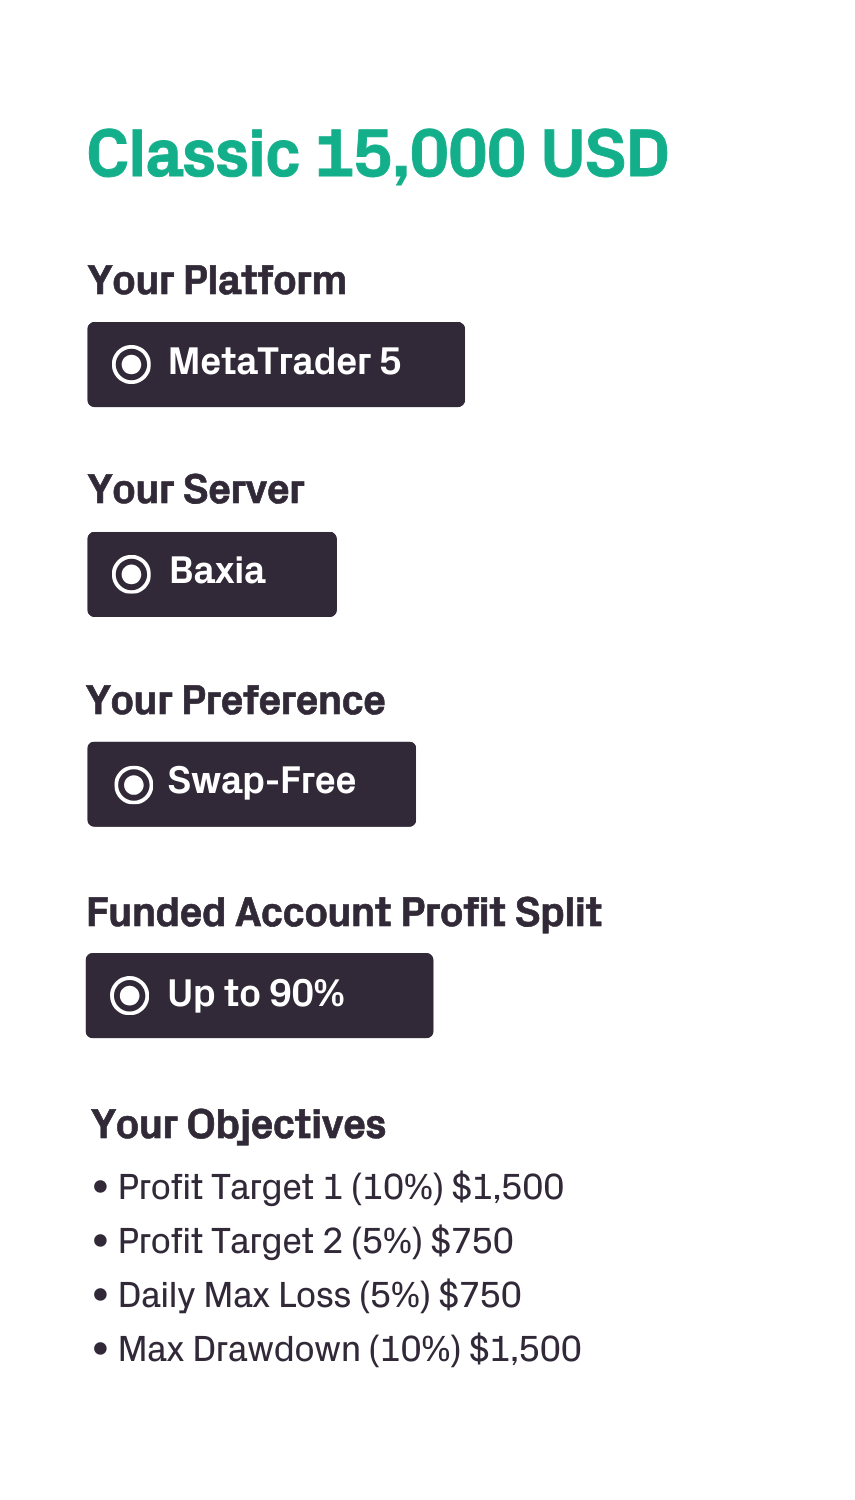 Classic 15,000 USD
Your Platform
MetaTrader 5
Your Server
Baxia
Your Preference
Swap-Free
Funded Account Profit Split
Up to 90%
Your Objectives
• Profit Target 1 (10%) $1,500
• Profit Target 2 (5%) $750
• Daily Max Loss (5%) $750
• Max Drawdown (10%) $1,500